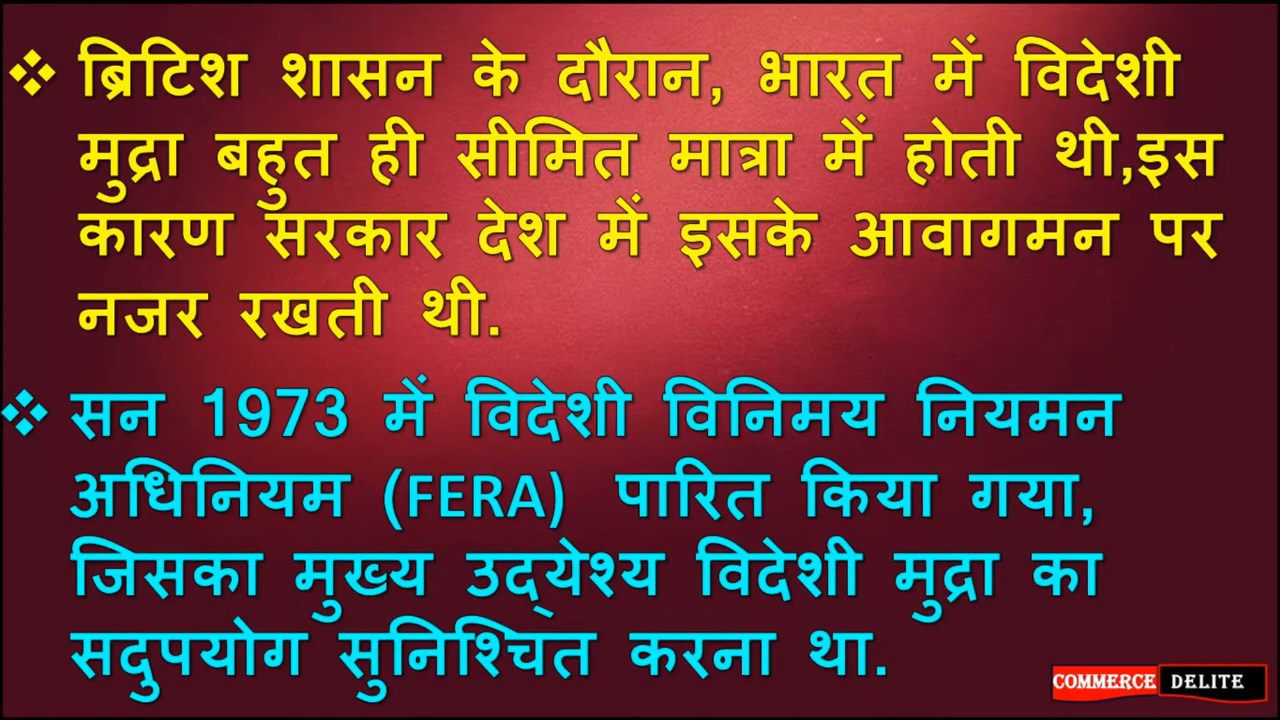 ❖ ब्रिटिश शासन के दौरान, भारत में विदेशी
मुद्रा बहुत ही सीमित मात्रा में होती थी,इस
कारण सरकार देश में इसके आवागमन पर
नजर रखती थी.
❖ सन 1973 में विदेशी विनिमय नियमन
अधिनियम (FERA) पारित किया गया,
जिसका मुख्य उद्येश्य विदेशी मुद्रा का
सदुपयोग सुनिश्चित करना था.
COMMERCE DELITE